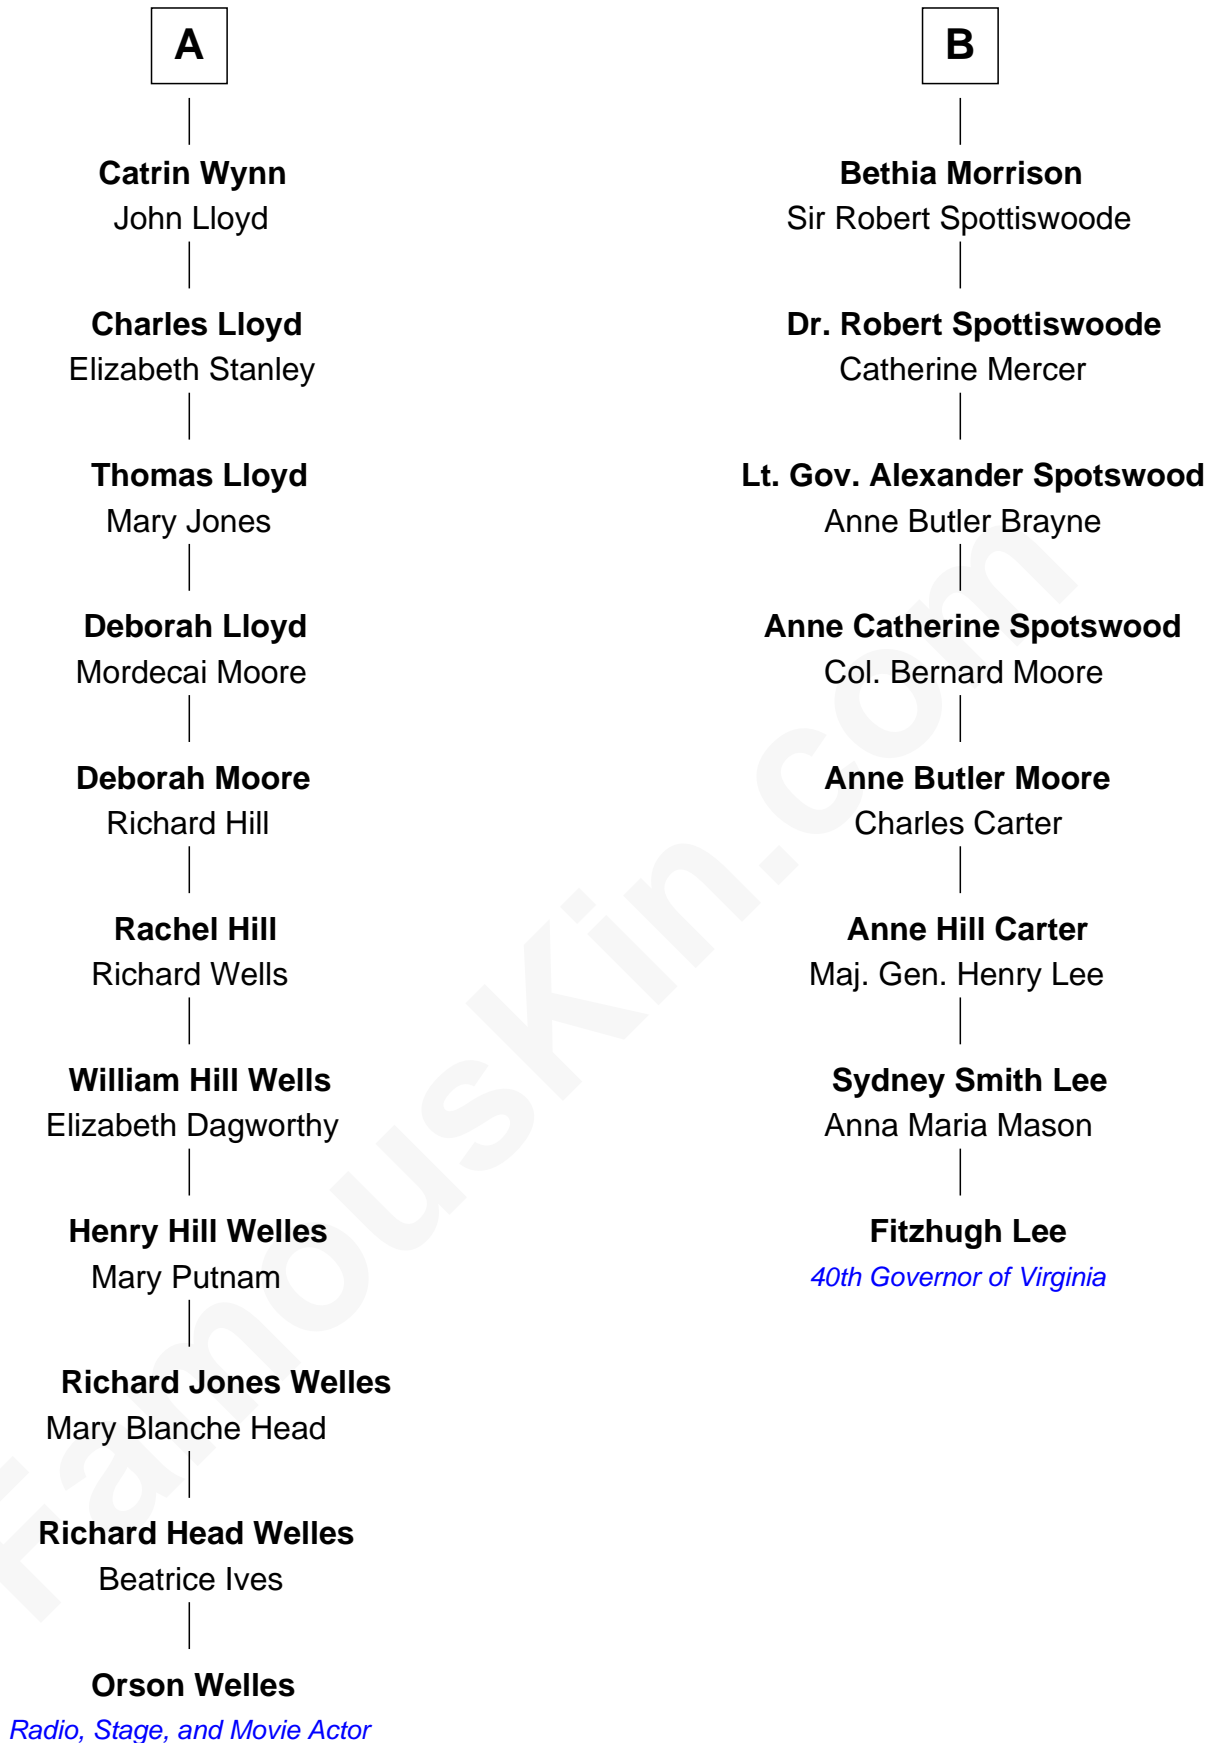 A
Catrin Wynn
John Lloyd
Charles Lloyd
Elizabeth Stanley
Thomas Lloyd
Mary Jones
Deborah Lloyd
Mordecai Moore
Deborah Moore
Richard Hill
Rachel Hill
Richard Wells
William Hill Wells
Elizabeth Dagworthy
Henry Hill Welles
Mary Putnam
Richard Jones Welles
Mary Blanche Head
Richard Head Welles
Beatrice Ives
Orson Welles
Radio, Stage, and Movie Actor
B
Bethia Morrison
Sir Robert Spottiswoode
Dr. Robert Spottiswoode
Catherine Mercer
Lt. Gov. Alexander Spotswood
Anne Butler Brayne
Anne Catherine Spotswood
Col. Bernard Moore
Anne Butler Moore
Charles Carter
Anne Hill Carter
Maj. Gen. Henry Lee
Sydney Smith Lee
Anna Maria Mason
Fitzhugh Lee
40th Governor of Virginia
FamousKin.com